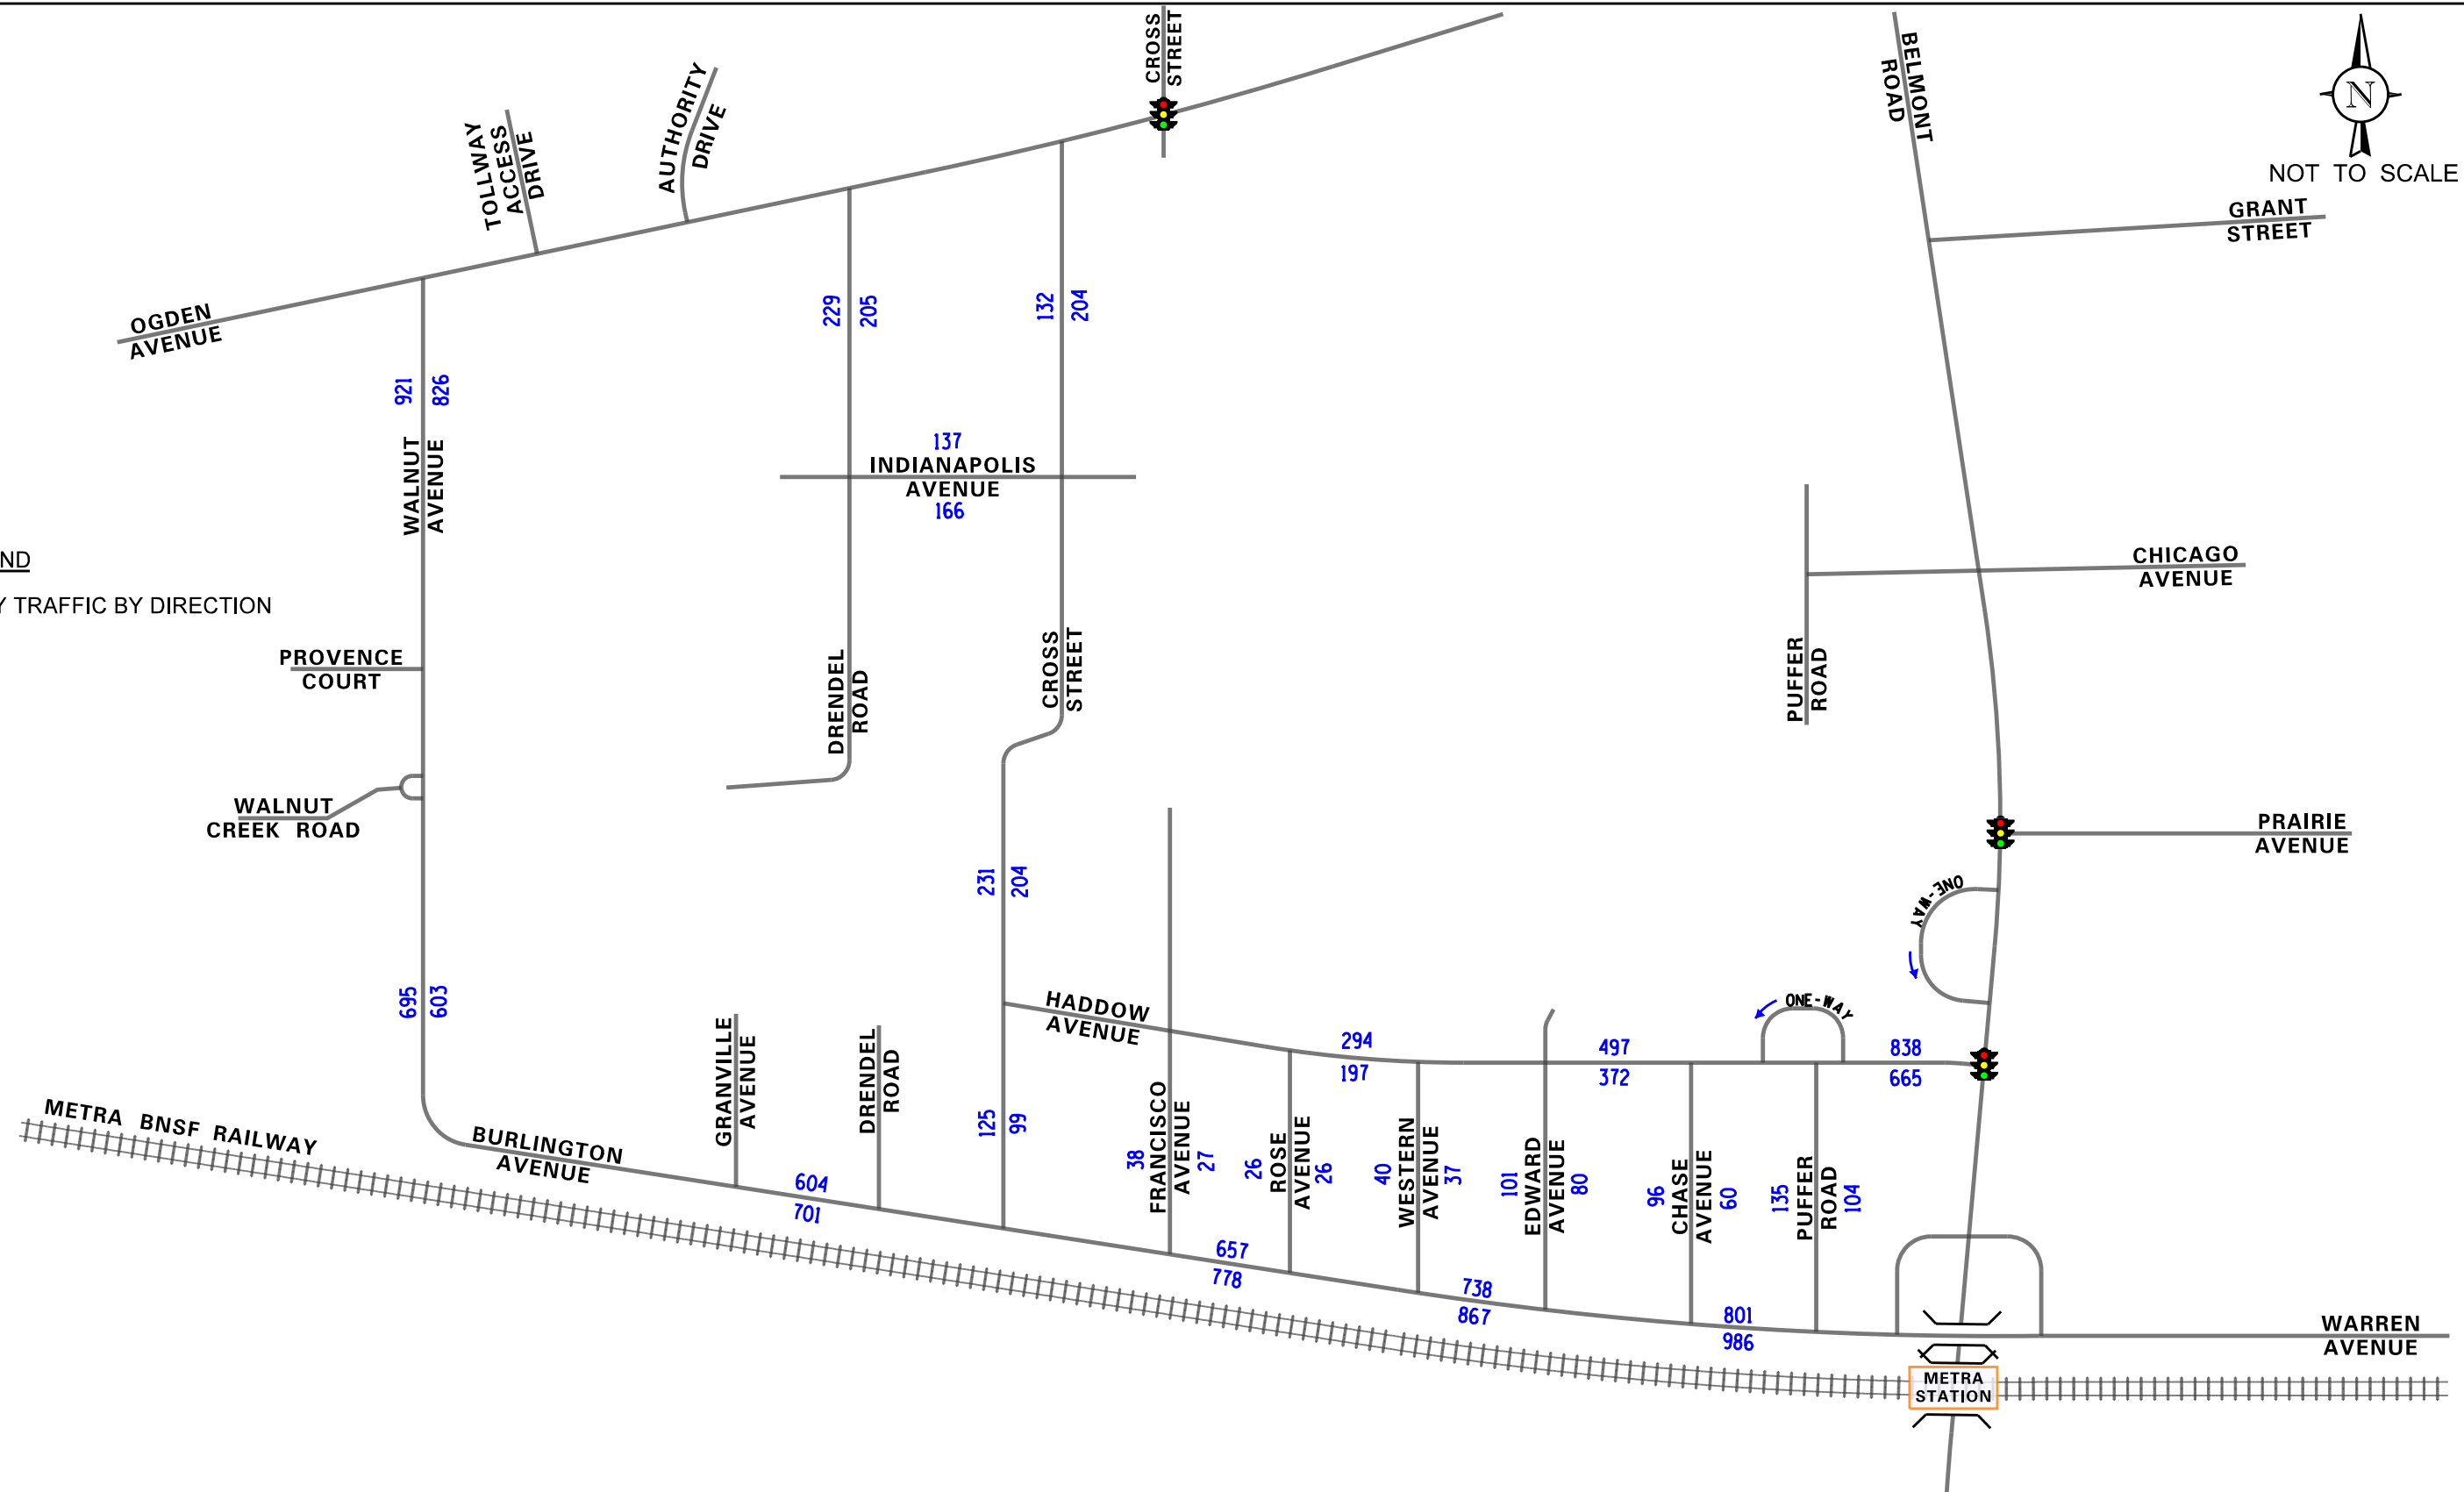 CROSS
STREET
BELMONT
ROAD
N
NOT TO SCALE
AUTHORITY
DRIVE
TOLLWAY
ACCESS
DRIVE
GRANT
STREET
OGDEN
AVENUE
229
205
132
204
921
826
WALNUT
AVENUE
137
INDIANAPOLIS
AVENUE
166
ND
Y TRAFFIC BY DIRECTION
CHICAGO
AVENUE
PROVENCE
COURT
DRENDEL
ROAD
CROSS
STREET
PUFFER
ROAD
WALNUT
CREEK ROAD
PRAIRIE
AVENUE
231
204
ONE-WAY
695
603
HADDOW
AVENUE
294
197
497
372
ONE-WAY
838
665
METRA BNSF RAILWAY
BURLINGTON
AVENUE
GRANVILLE
AVENUE
DRENDEL
ROAD
125
99
38
FRANCISCO
AVENUE
27
26
ROSE
AVENUE
26
40
WESTERN
AVENUE
37
101
EDWARD
AVENUE
80
96
CHASE
AVENUE
60
135
PUFFER
ROAD
104
604
701
657
778
738
867
801
986
WARREN
AVENUE
METRA
STATION